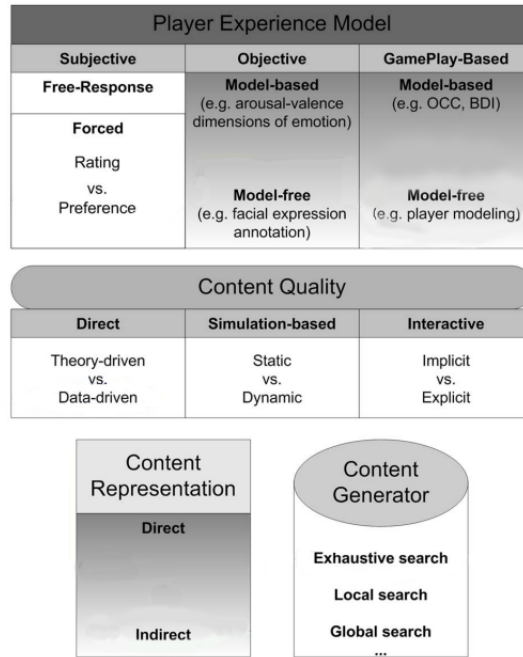 Player Experience Model
Subjective
Objective
GamePlay-Based
Free-Response
Forced
Rating
vs.
Preference
Model-based
(e.g. arousal-valence
dimensions of emotion)
Model-free
(e.g. facial expression
annotation)
Model-based
(e.g. OCC, BDI)
Model-free
(e.g. player modeling)
Content Quality
Direct
Simulation-based
Interactive
Theory-driven
vs.
Data-driven
Static
vs.
Dynamic
Implicit
vs.
Explicit
Content
Representation
Direct
Indirect
Content
Generator
Exhaustive search
Local search
Global search
...